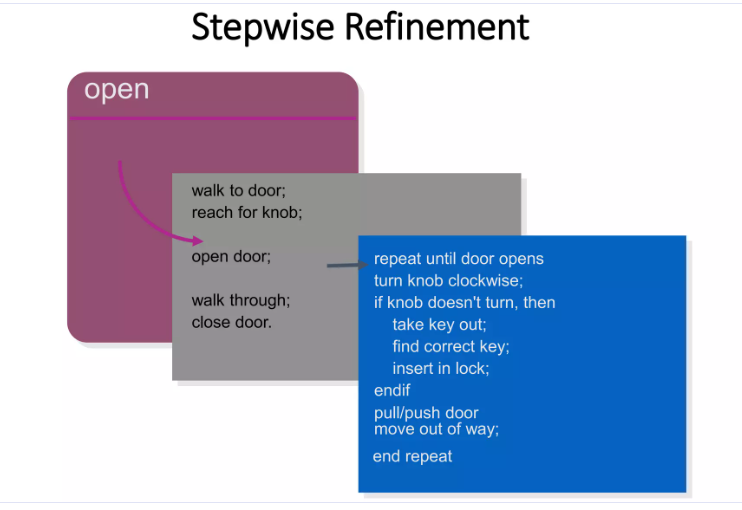 Stepwise Refinement
open
walk to door;
reach for knob;
open door;
walk through;
close door.
repeat until door opens
turn knob clockwise;
if knob doesn't turn, then
take key out;
find correct key;
insert in lock;
endif
pull/push door
move out of way;
end repeat